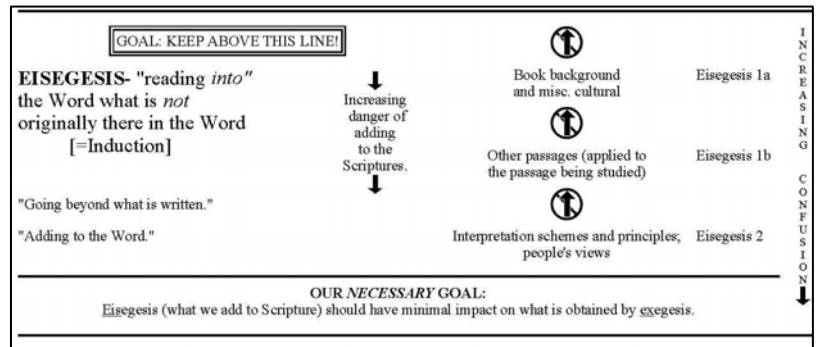 GOAL: KEEP ABOVE THIS LINE!
EISEGESIS- "reading into"
the Word what is not
originally there in the Word
[=Induction]
"Going beyond what is written."
"Adding to the Word."
Increasing
danger of
adding
to the
Scriptures.
Book background
and misc. cultural
Eisegesis 1a
Other passages (applied to
the passage being studied)
Eisegesis 1b
Interpretation schemes and principles;
people's views
Eisegesis 2
INCREASING CONFUSION
OUR NECESSARY GOAL:
Eisegesis (what we add to Scripture) should have minimal impact on what is obtained by exegesis.